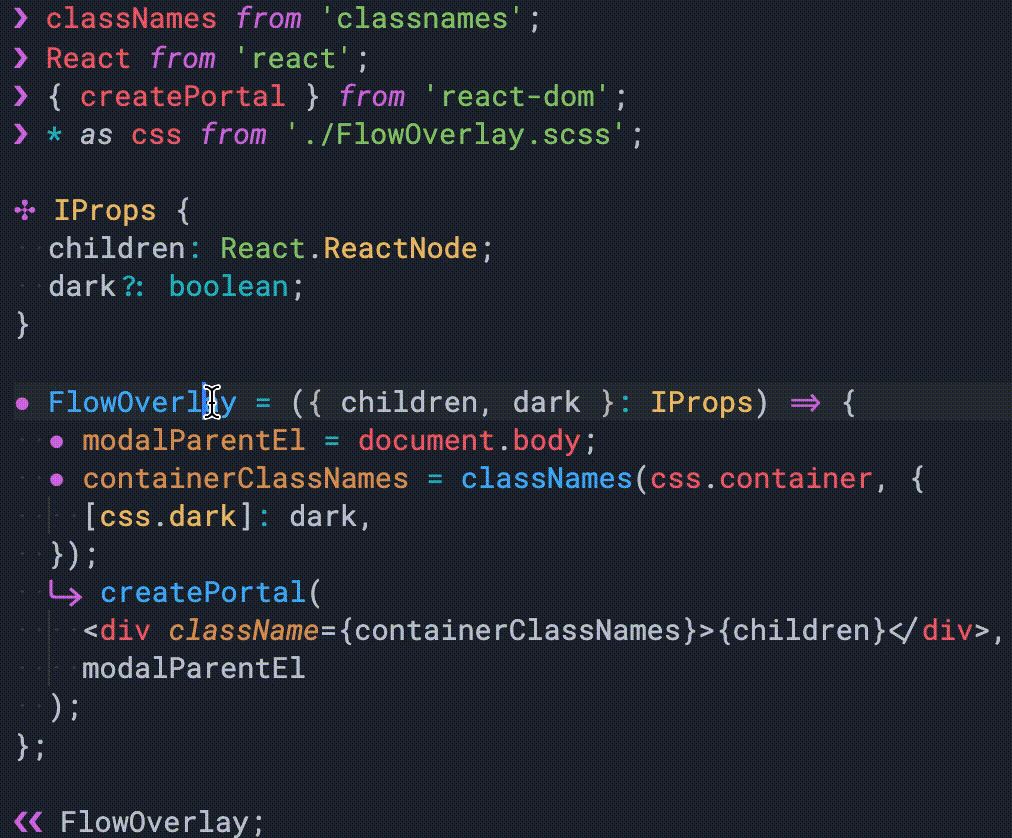 ❯ classNames from 'classnames';
❯ React from 'react';
❯ { createPortal } from 'react-dom';
❯ * as css from './FlowOverlay.scss';
✣ IProps {
children: React.ReactNode;
dark?: boolean;
}
● FlowOverlay = ({ children, dark }: IProps) ⇒ {
● modalParentEl = document.body;
● containerClassNames = classNames(css.container, {
[css.dark]: dark,
});
↳ createPortal(
<div className={containerClassNames}>{children}</div>,
modalParentEl
);
};
« FlowOverlay;